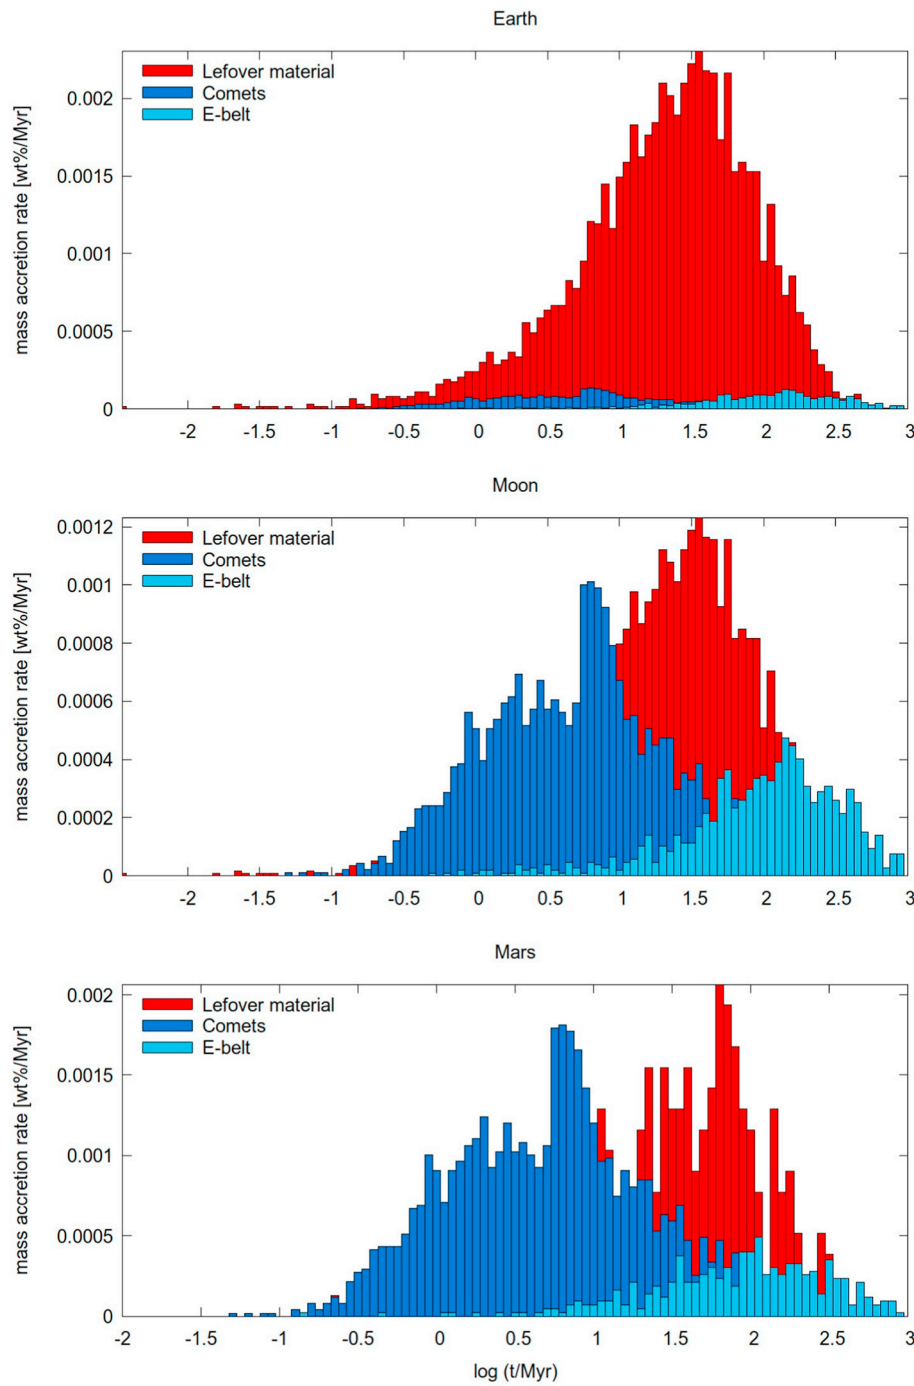 Earth
Lefover material
Comets
E-belt
mass accretion rate [wt%/Myr]
0.002
0.0015
0.001
0.0005
0
-2 -1.5 -1 -0.5 0 0.5 1 1.5 2 2.5 3
Moon
Lefover material
Comets
E-belt
mass accretion rate [wt%/Myr]
0.0012
0.001
0.0008
0.0006
0.0004
0.0002
0
-2 -1.5 -1 -0.5 0 0.5 1 1.5 2 2.5 3
Mars
Lefover material
Comets
E-belt
mass accretion rate [wt%/Myr]
0.002
0.0015
0.001
0.0005
0
-2 -1.5 -1 -0.5 0 0.5 1 1.5 2 2.5 3
log (t/Myr)